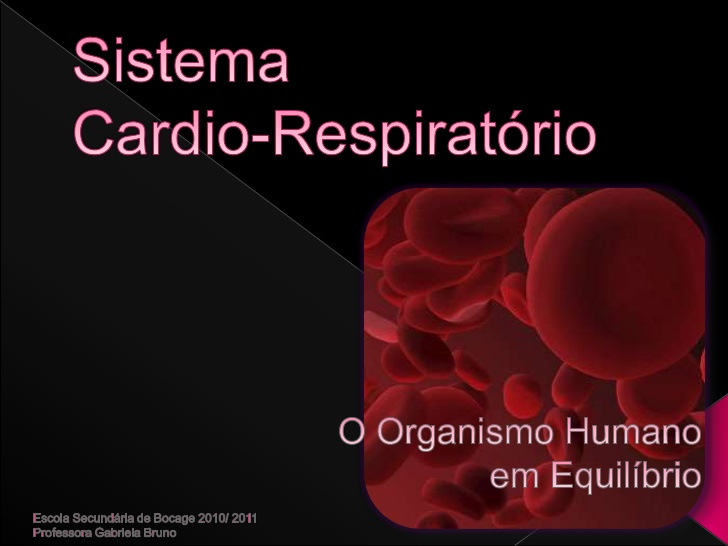 Sistema
Cardio-Respiratório
O Organismo Humano
em Equilíbrio
Escola Secundária de Bocage 2010/ 2011
Professora Gabriela Bruno